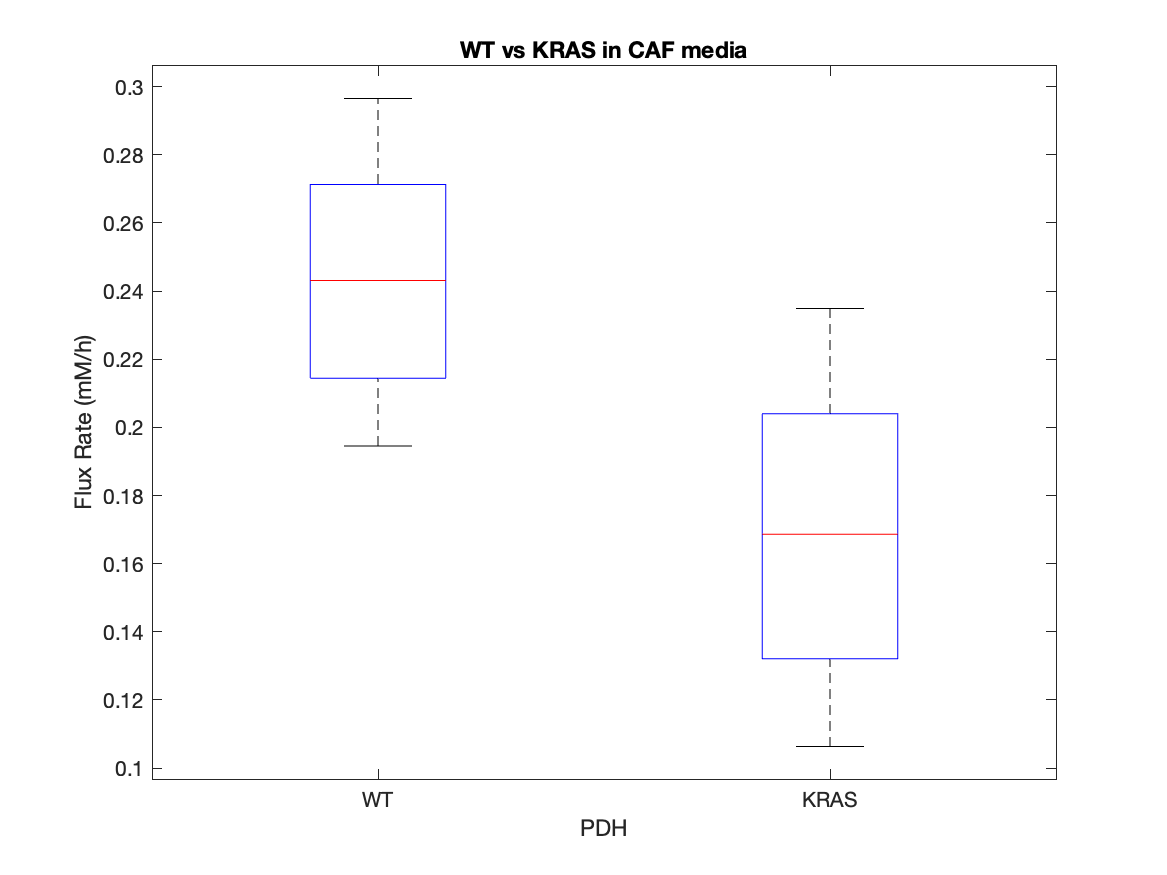 WT vs KRAS in CAF media
0.3
0.28
0.26
0.24
0.22
0.2
0.18
0.16
0.14
0.12
0.1
Flux Rate (mM/h)
WT
KRAS
PDH